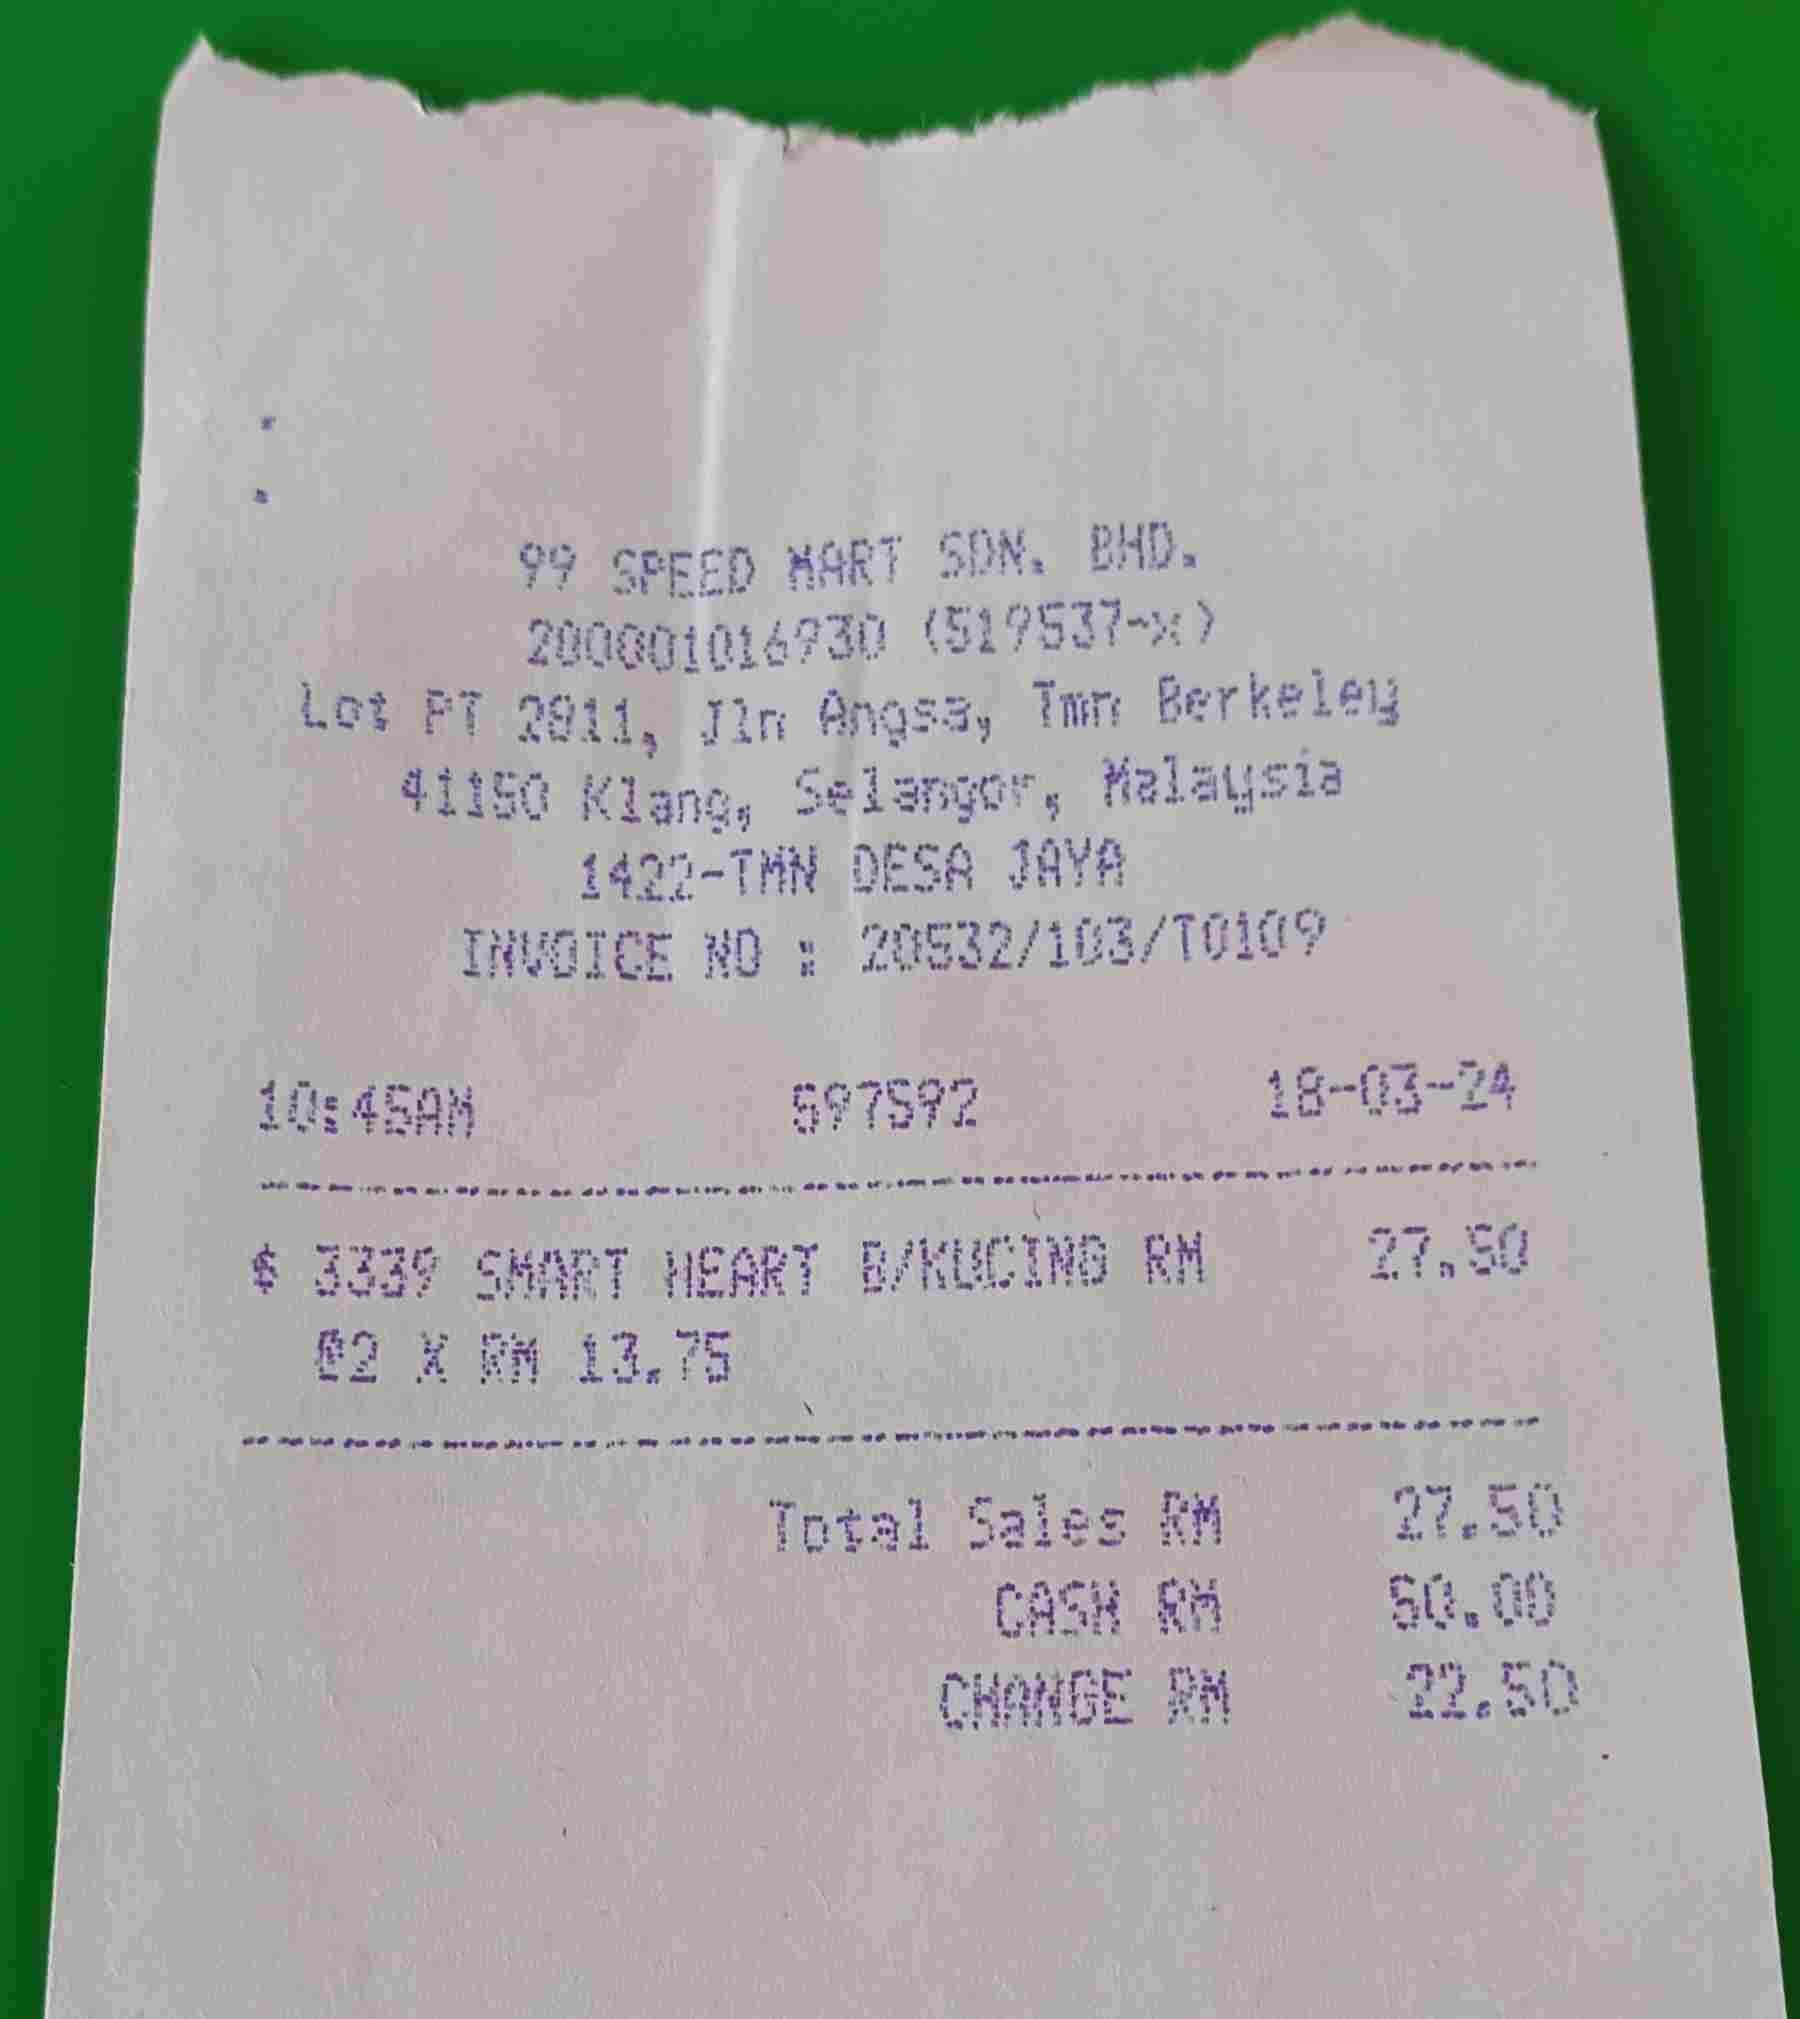 99 SPEED MART SDN. BHD.
200001016930 (519537-x)
Lot PT 2811, Jln Angsa, Tmn Berkeley
41150 Klang, Selangor, Malaysia
1422-TMN DESA JAYA
INVOICE NO : 20532/103/T0109
10:45AM 597592 18-03-24
3339 SMART HEART B/KUCING RM 27.50
@2 X RM 13.75
Total Sales RM 27.50
CASH RM 50.00
CHANGE RM 22.50